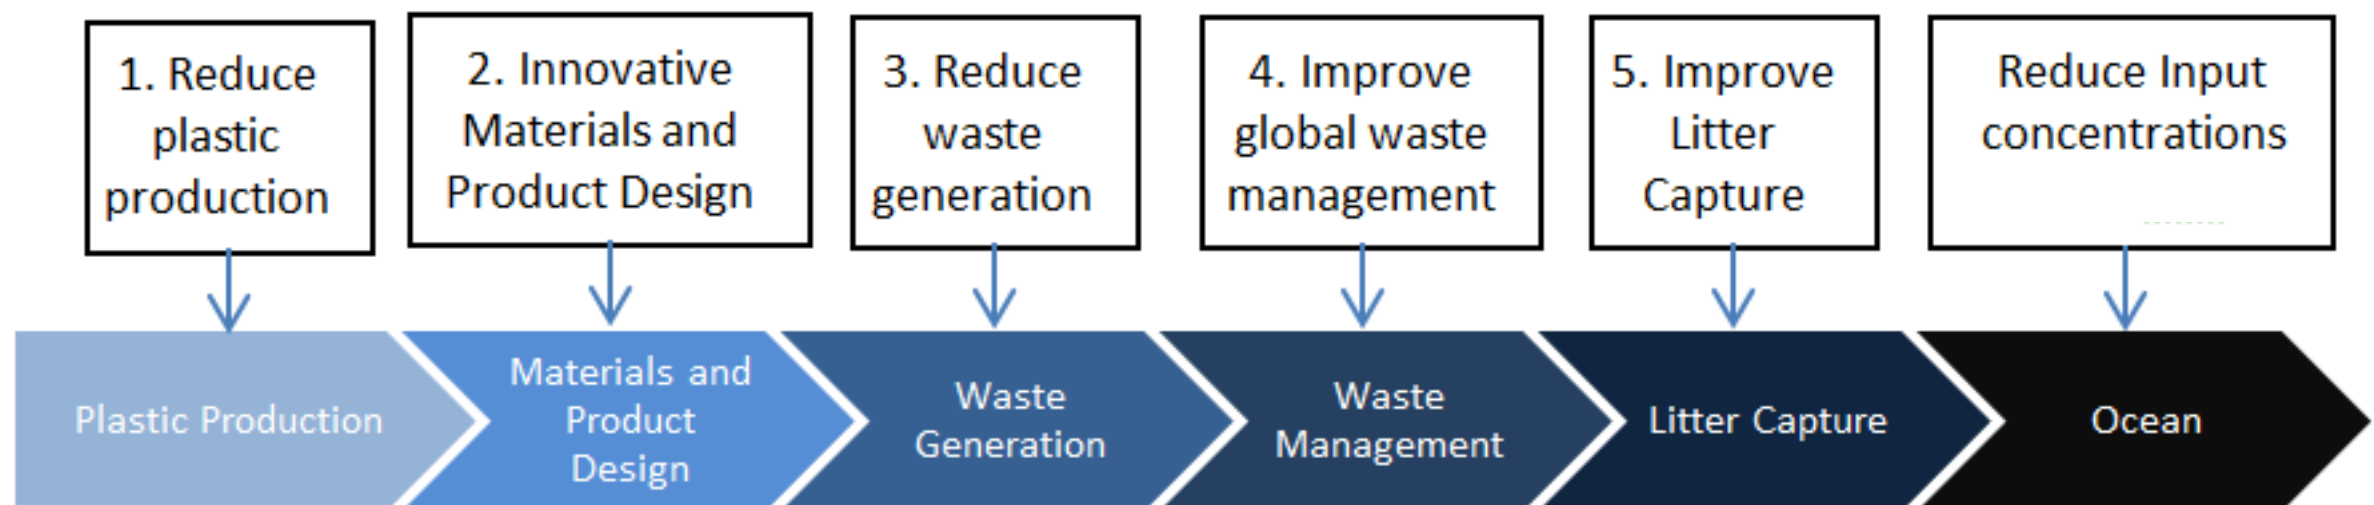 1. Reduce
plastic
production
2. Innovative
Materials and
Product Design
3. Reduce
waste
generation
4. Improve
global waste
management
5. Improve
Litter
Capture
Reduce Input
concentrations
Plastic Production
Materials and
Product
Design
Waste
Generation
Waste
Management
Litter Capture
Ocean